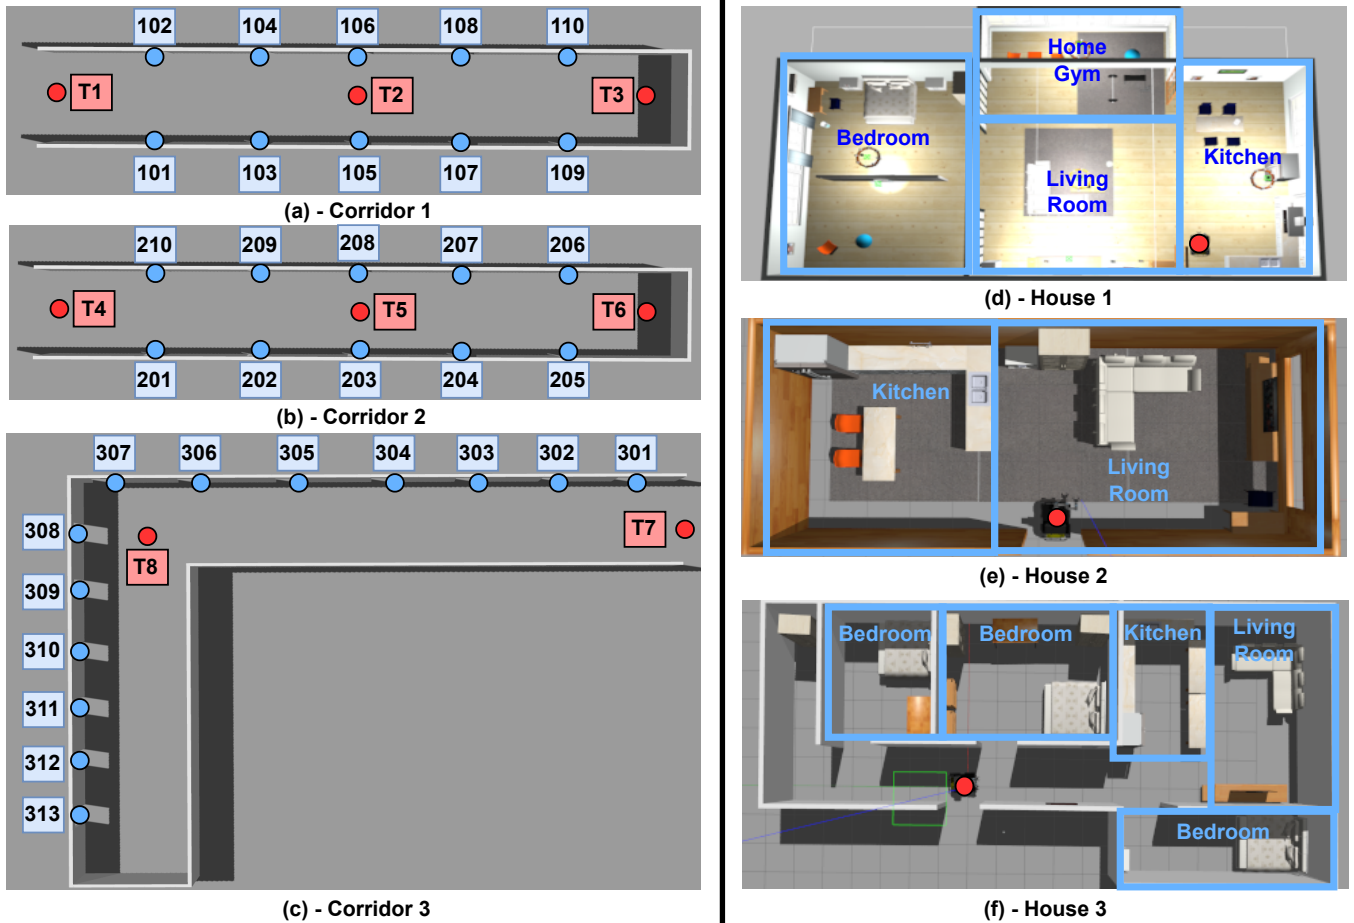 102 104 106 108 110
T1 T2 T3
101 103 105 107 109
(a) - Corridor 1
210 209 208 207 206
T4 T5 T6
201 202 203 204 205
(b) - Corridor 2
307 306 305 304 303 302 301
308
T7
T8
309
310
311
312
313
(c) - Corridor 3
Home
Gym
Bedroom
Kitchen
Living
Room
(d) - House 1
Kitchen
Living
Room
(e) - House 2
Bedroom
Bedroom
Kitchen
Living
Room
Bedroom
(f) - House 3